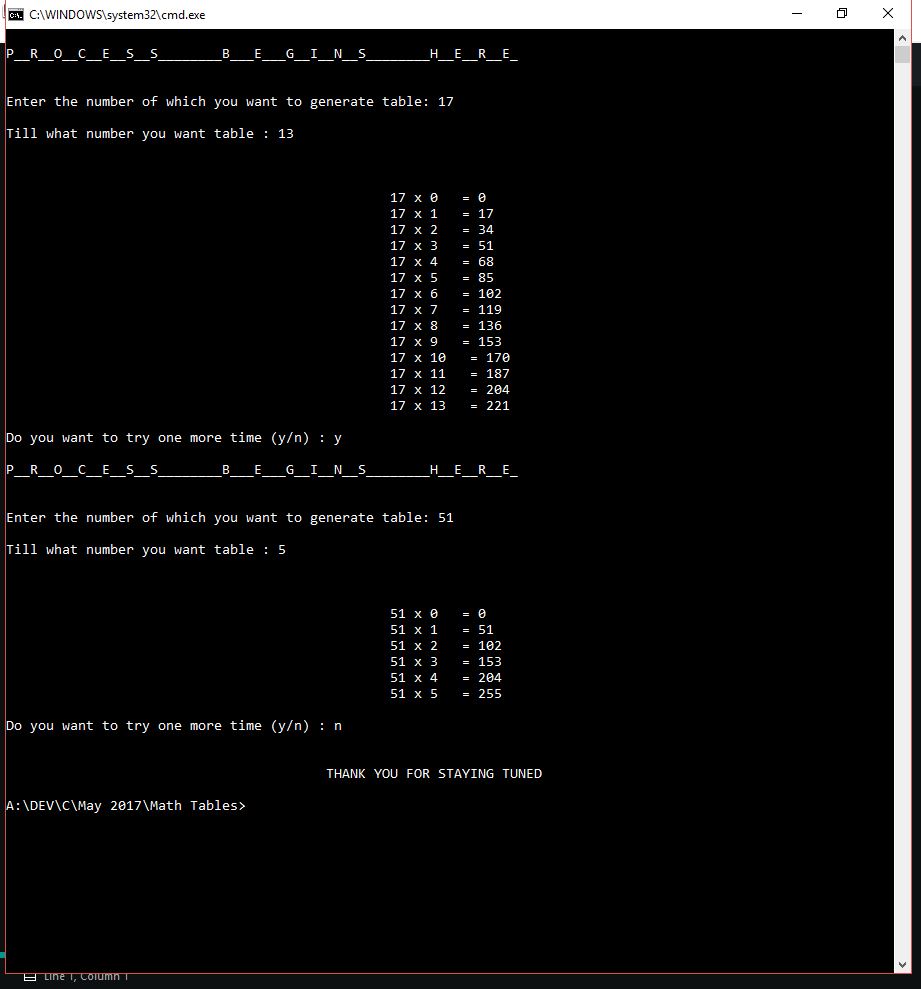 C:\WINDOWS\system32\cmd.exe
P__R__O__C__E__S__S________B___E___G__I__N__S________H__E__R__E_
Enter the number of which you want to generate table: 17
Till what number you want table : 13
17 x 0   = 0
17 x 1   = 17
17 x 2   = 34
17 x 3   = 51
17 x 4   = 68
17 x 5   = 85
17 x 6   = 102
17 x 7   = 119
17 x 8   = 136
17 x 9   = 153
17 x 10   = 170
17 x 11   = 187
17 x 12   = 204
17 x 13   = 221
Do you want to try one more time (y/n) : y
P__R__O__C__E__S__S________B___E___G__I__N__S________H__E__R__E_
Enter the number of which you want to generate table: 51
Till what number you want table : 5
51 x 0   = 0
51 x 1   = 51
51 x 2   = 102
51 x 3   = 153
51 x 4   = 204
51 x 5   = 255
Do you want to try one more time (y/n) : n
THANK YOU FOR STAYING TUNED
A:\DEV\C\May 2017\Math Tables>
Line 1, Column 1